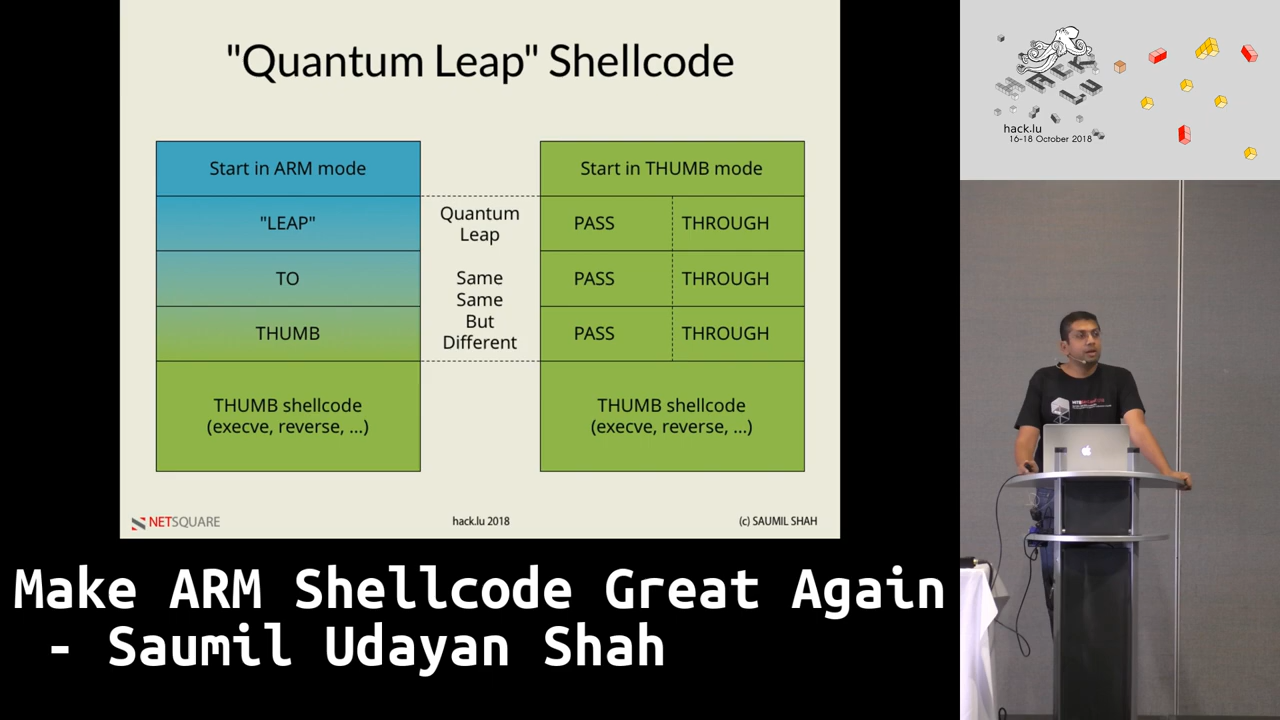 "Quantum Leap" Shellcode
Start in ARM mode
"LEAP"
TO
THUMB
THUMB shellcode
(execve, reverse, ...)
Quantum
Leap
Same
Same
But
Different
Start in THUMB mode
PASS THROUGH
PASS THROUGH
PASS THROUGH
THUMB shellcode
(execve, reverse, ...)
NETSQUARE
hack.lu 2018
(c) SAUMIL SHAH
Make ARM Shellcode Great Again
- Saumil Udayan Shah
HACK
LU
hack.lu
16-18 October 2018